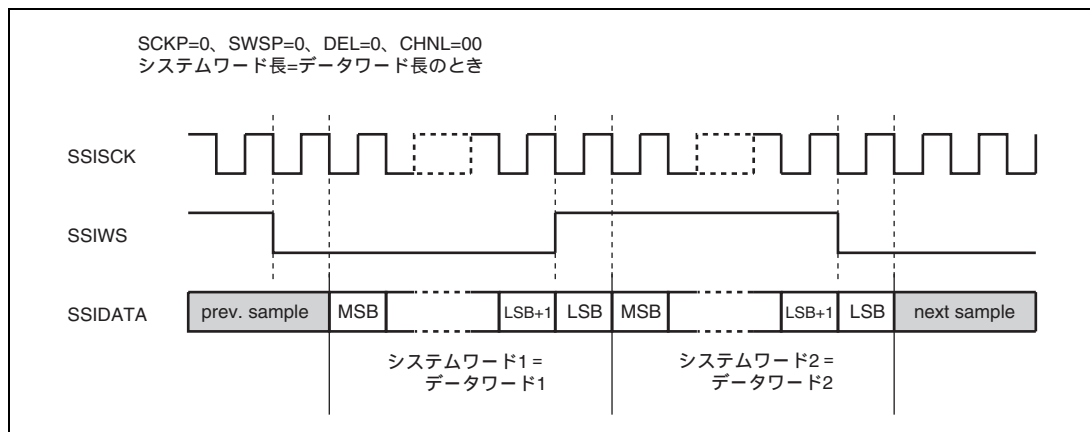 SCKP=0、SWSP=0、DEL=0、CHNL=00
システムワード長=データワード長のとき
SSISCK
SSIWS
SSIDATA
prev. sample MSB LSB+1 LSB MSB LSB+1 LSB next sample
システムワード1=
データワード1
システムワード2=
データワード2